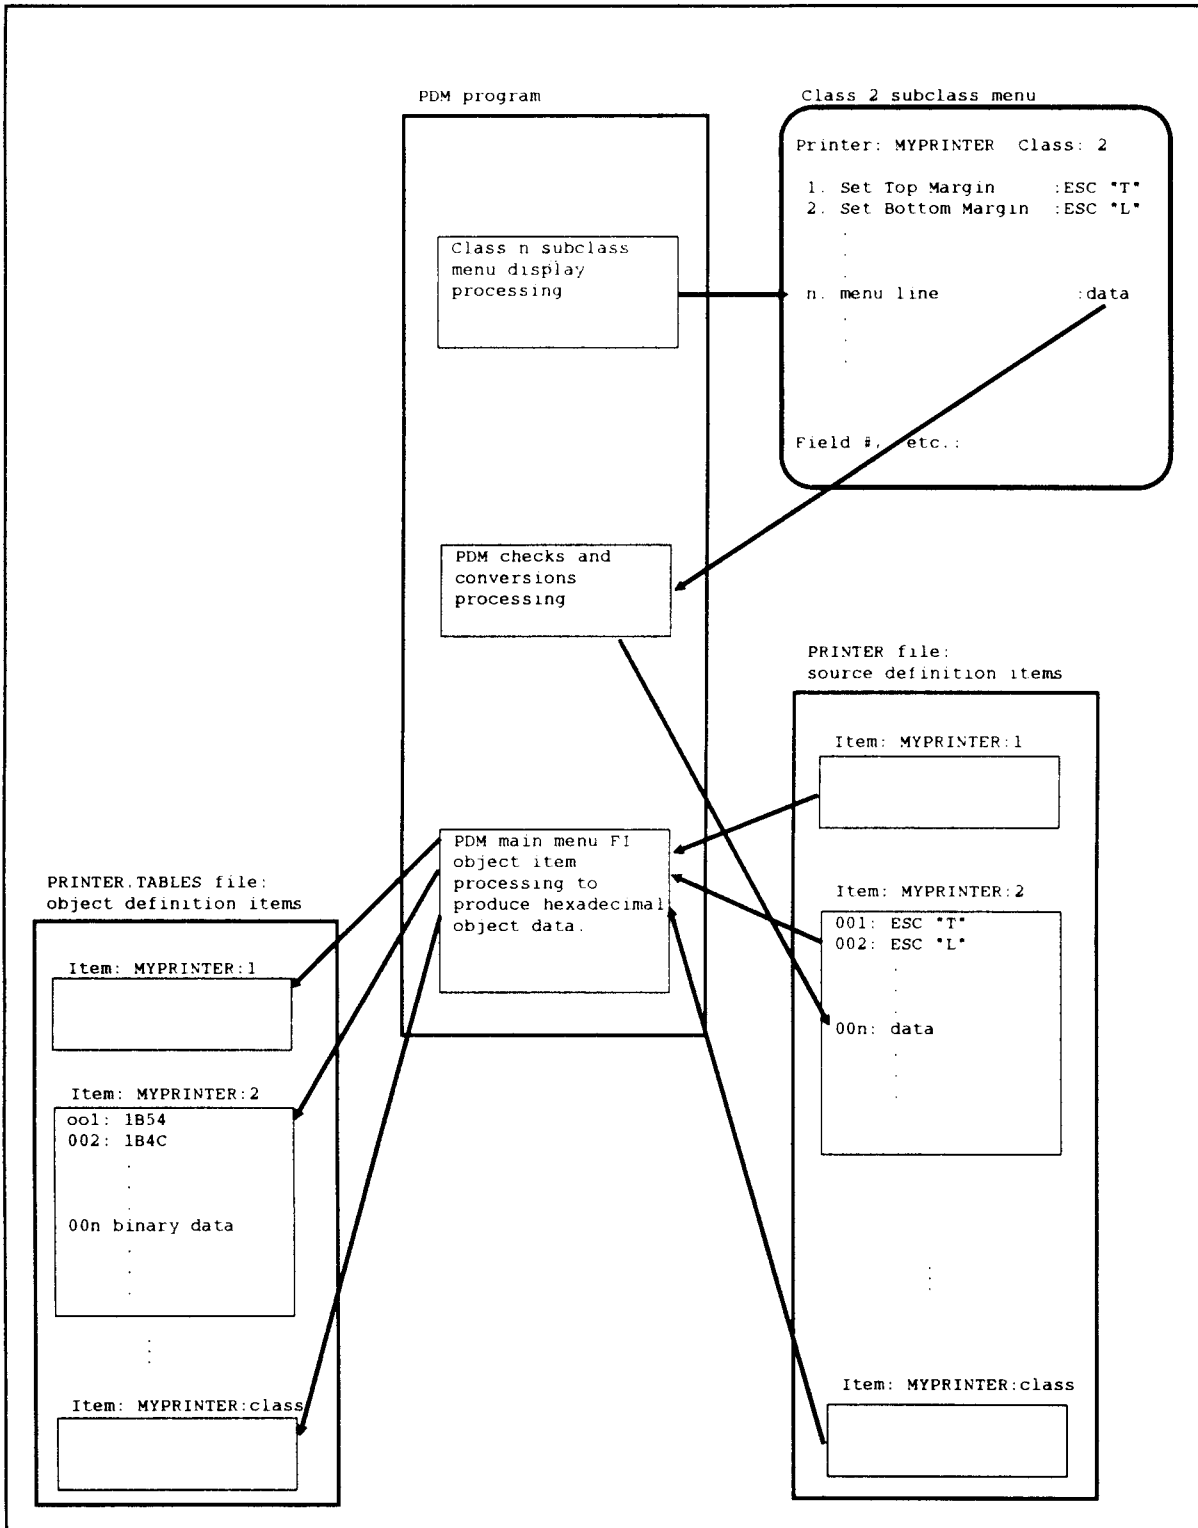 PDM program
Class 2 subclass menu
Printer: MYPRINTER Class: 2
1. Set Top Margin :ESC "T"
2. Set Bottom Margin :ESC "L"
.
.
.
n. menu line :data
.
.
.
Field #, etc.:
Class n subclass
menu display
processing
PDM checks and
conversions
processing
PRINTER file:
source definition items
Item: MYPRINTER:1
PDM main menu FI
object item
processing to
produce hexadecimal
object data.
Item: MYPRINTER:2
001: ESC "T"
002: ESC "L"
.
.
.
00n: data
.
.
.
.
.
.
Item: MYPRINTER:class
PRINTER.TABLES file:
object definition items
Item: MYPRINTER:1
Item: MYPRINTER:2
oo1: 1B54
002: 1B4C
.
.
.
00n binary data
.
.
.
.
.
.
Item: MYPRINTER:class